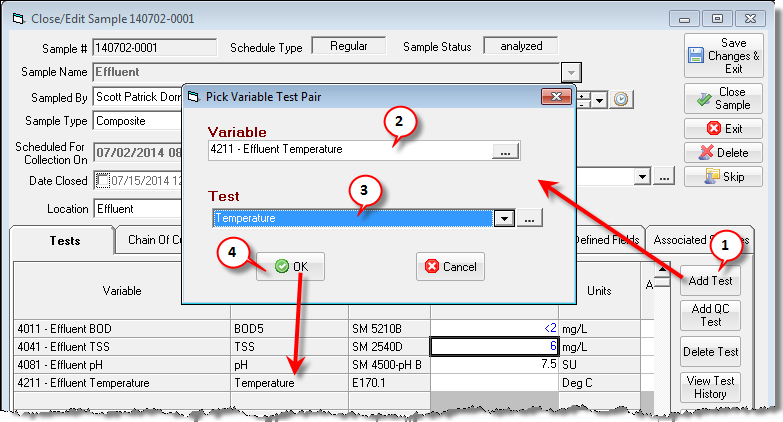 Close/Edit Sample 140702-0001
Sample # 140702-0001 Schedule Type Regular Sample Status analyzed
Save Changes & Exit
Sample Name Effluent
Sampled By Scott Patrick Dorr
Close Sample
Sample Type Composite
Exit
Scheduled For Collection On 07/02/2014 08
Delete
Date Closed 07/15/2014 12
...
Skip
Location Effluent
Pick Variable Test Pair
2
Variable
4211 - Effluent Temperature ...
3
Test
Temperature ...
4
OK Cancel
Tests Chain Of Cu Defined Fields Associated S
1
Variable Units A
Add Test
Add QC Test
Delete Test
View Test History
4011 - Effluent BOD BOD5 SM 5210B <2 mg/L
4041 - Effluent TSS TSS SM 2540D 6 mg/L
4081 - Effluent pH pH SM 4500-pH B 7.5 SU
4211 - Effluent Temperature Temperature E170.1 Deg C